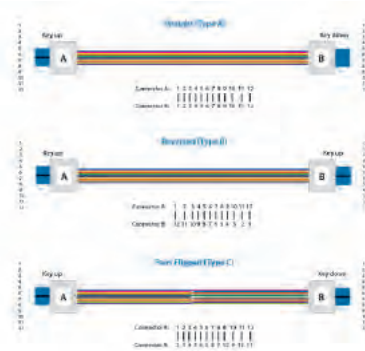 Straight (Type A)
Key up
Key down
A
B
Connector A: 1 2 3 4 5 6 7 8 9 10 11 12
Connector B: 1 2 3 4 5 6 7 8 9 10 11 12
Reversed (Type B)
Key up
Key up
A
B
Connector A: 1 2 3 4 5 6 7 8 9 10 11 12
Connector B: 12 11 10 9 8 7 6 5 4 3 2 1
Pairs Flipped (Type C)
Key up
Key down
A
B
Connector A: 1 2 3 4 5 6 7 8 9 10 11 12
Connector B: 2 1 4 3 6 5 8 7 10 9 12 11